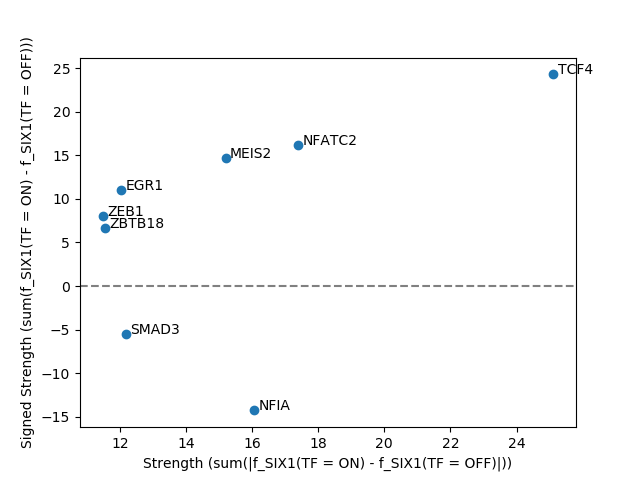 Signed Strength (sum(f_SIX1(TF = ON) - f_SIX1(TF = OFF)))
25
20
15
10
5
0
−5
−10
−15
TCF4
NFATC2
MEIS2
EGR1
ZEB1
ZBTB18
SMAD3
NFIA
12 14 16 18 20 22 24
Strength (sum(|f_SIX1(TF = ON) - f_SIX1(TF = OFF)|))